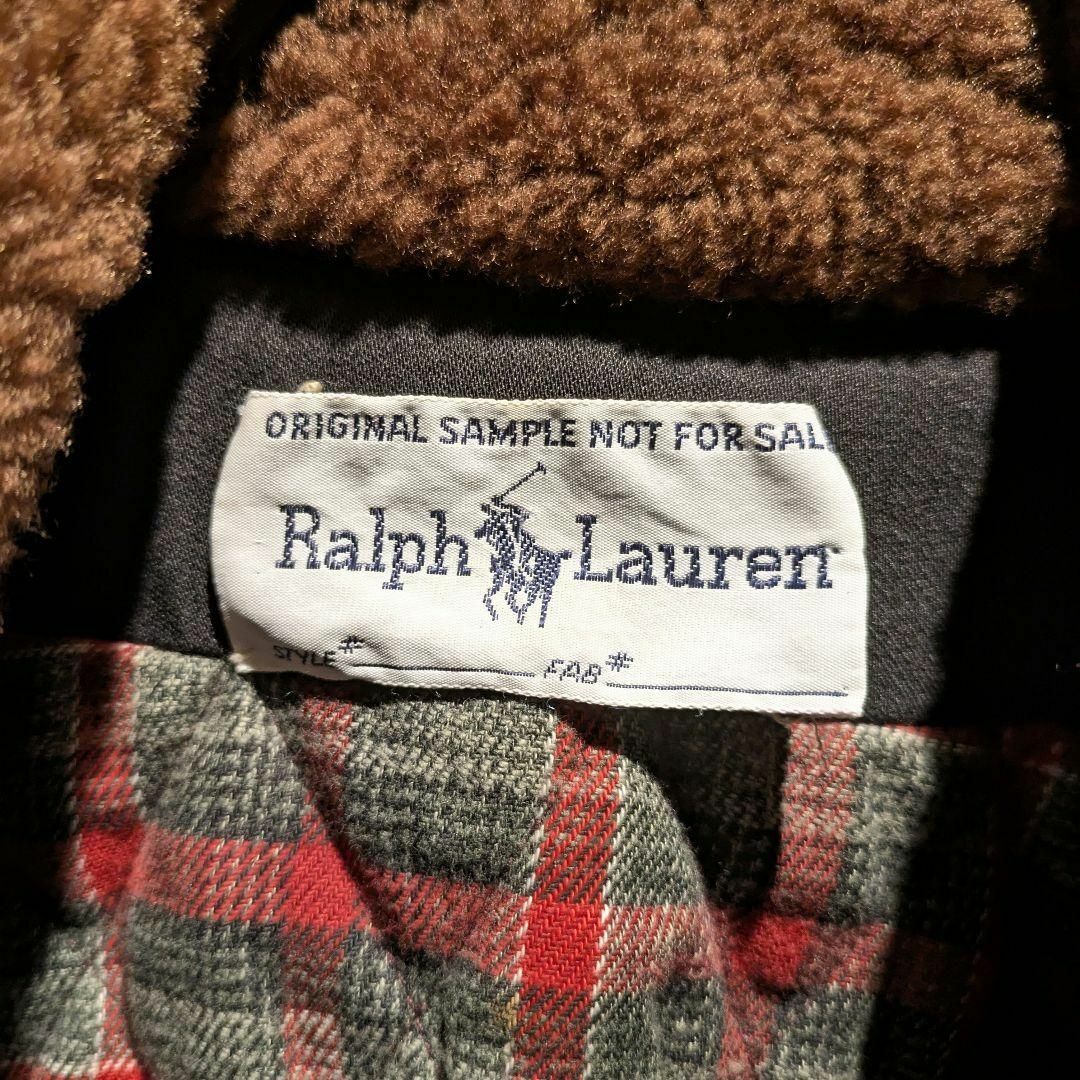 ORIGINAL SAMPLE NOT FOR SAL
Ralph Lauren
STYLE# FAB#